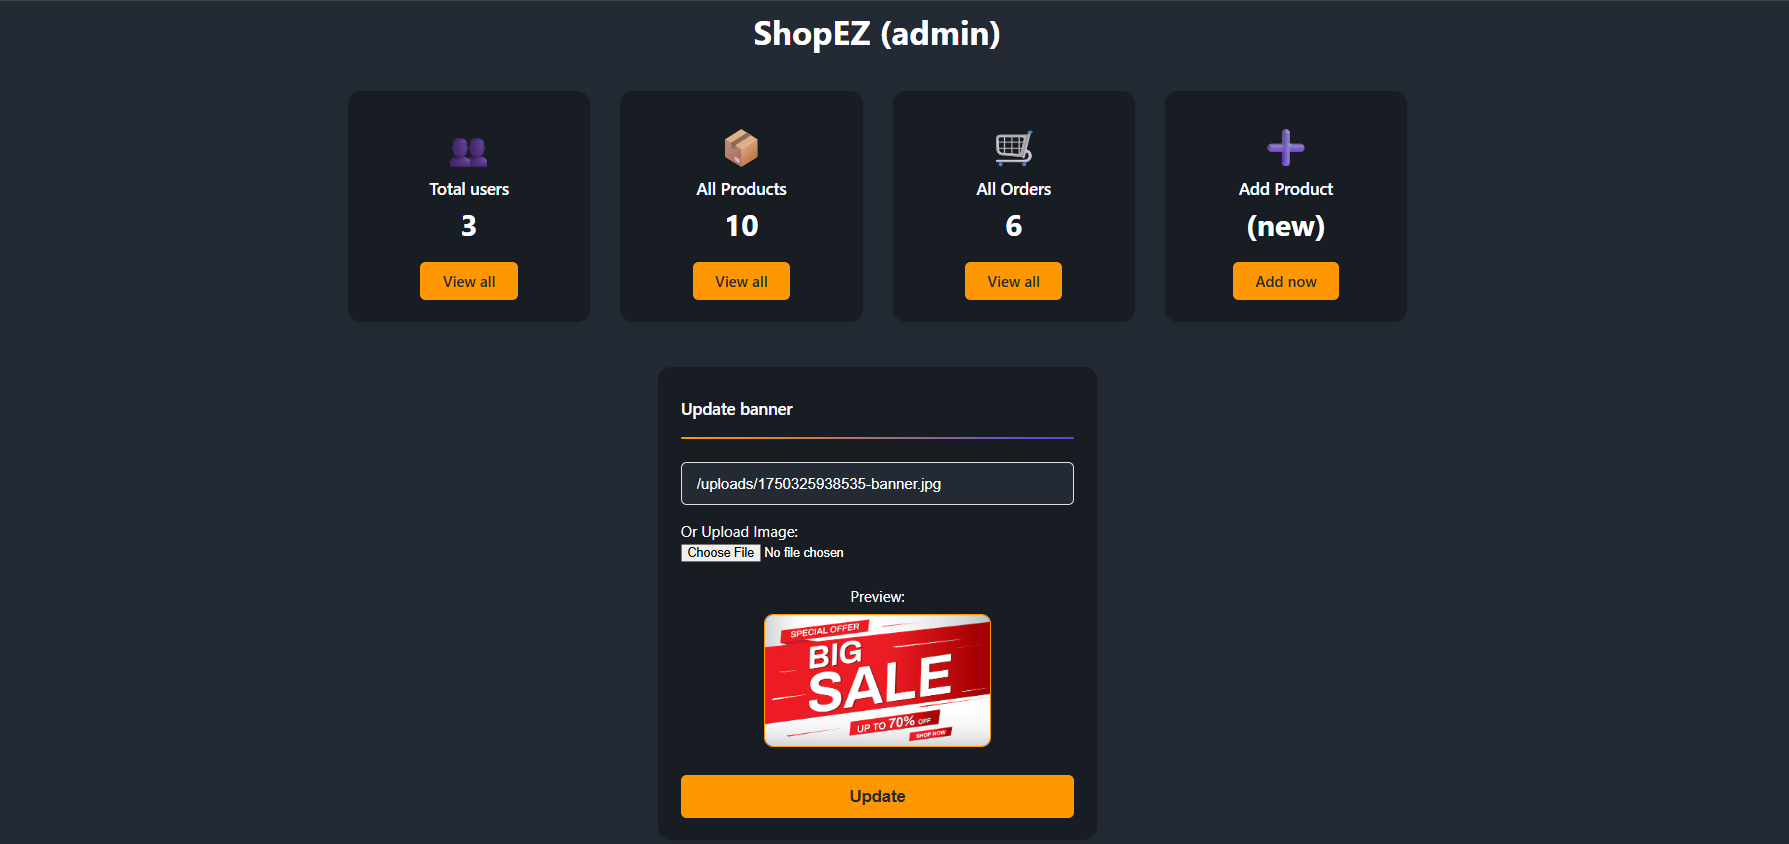 ShopEZ (admin)
Total users
3
View all
All Products
10
View all
All Orders
6
View all
Add Product
(new)
Add now
Update banner
/uploads/1750325938535-banner.jpg
Or Upload Image:
Choose File No file chosen
Preview:
SPECIAL OFFER
BIG
SALE
UP TO 70% OFF
SHOP NOW
Update